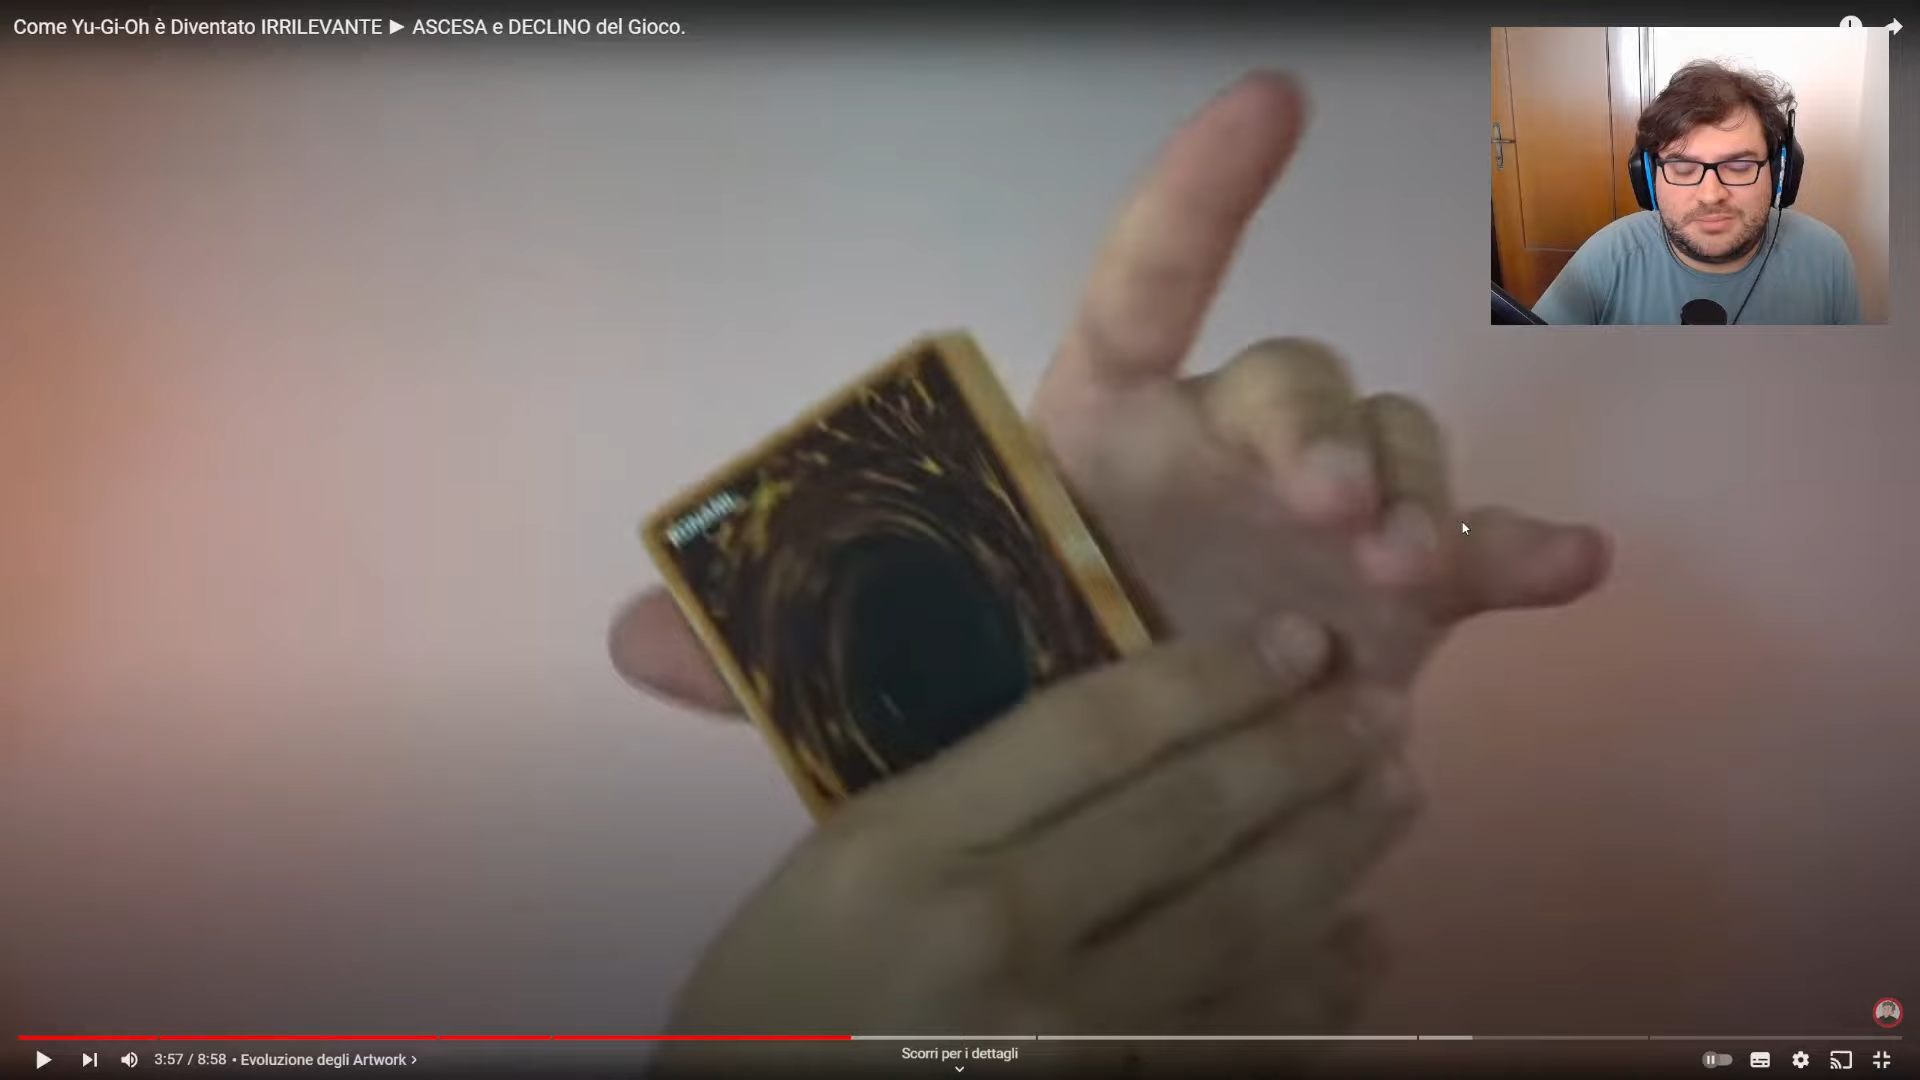 Come Yu-Gi-Oh è Diventato IRRILEVANTE ► ASCESA e DECLINO del Gioco.
KONAMI
3:57 / 8:58 • Evoluzione degli Artwork ›
Scorri per i dettagli